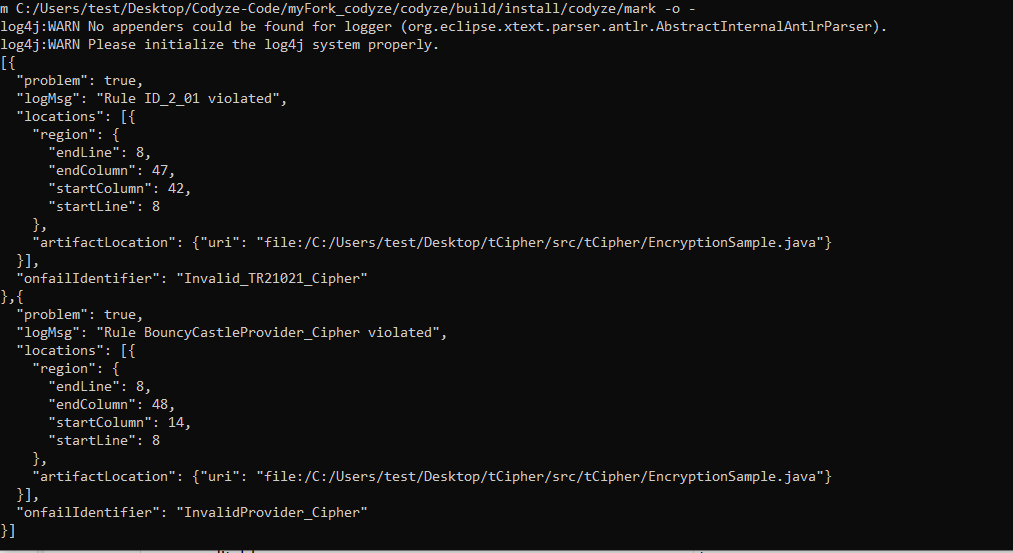 m C:/Users/test/Desktop/Codyze-Code/myFork_codyze/codyze/build/install/codyze/mark -o -
log4j:WARN No appenders could be found for logger (org.eclipse.xtext.parser.antlr.AbstractInternalAntlrParser).
log4j:WARN Please initialize the log4j system properly.
[{
  "problem": true,
  "logMsg": "Rule ID_2_01 violated",
  "locations": [{
    "region": {
      "endLine": 8,
      "endColumn": 47,
      "startColumn": 42,
      "startLine": 8
    },
    "artifactLocation": {"uri": "file:/C:/Users/test/Desktop/tCipher/src/tCipher/EncryptionSample.java"}
  }],
  "onfailIdentifier": "Invalid_TR21021_Cipher"
},{
  "problem": true,
  "logMsg": "Rule BouncyCastleProvider_Cipher violated",
  "locations": [{
    "region": {
      "endLine": 8,
      "endColumn": 48,
      "startColumn": 14,
      "startLine": 8
    },
    "artifactLocation": {"uri": "file:/C:/Users/test/Desktop/tCipher/src/tCipher/EncryptionSample.java"}
  }],
  "onfailIdentifier": "InvalidProvider_Cipher"
}]